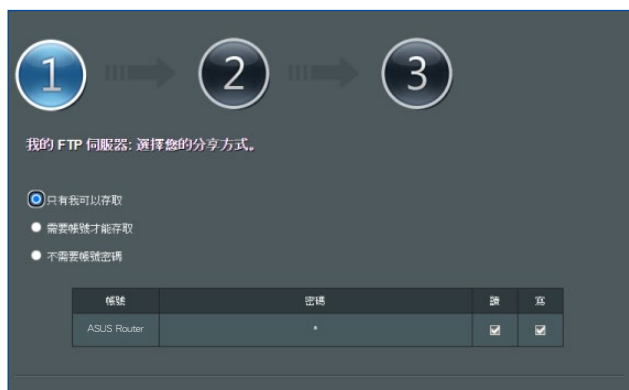 1 2 3
我的 FTP 伺服器: 選擇您的分享方式。
只有我可以存取
需要帳號才能存取
不需要帳號密碼
帳號 密碼 讀 寫
ASUS Router *